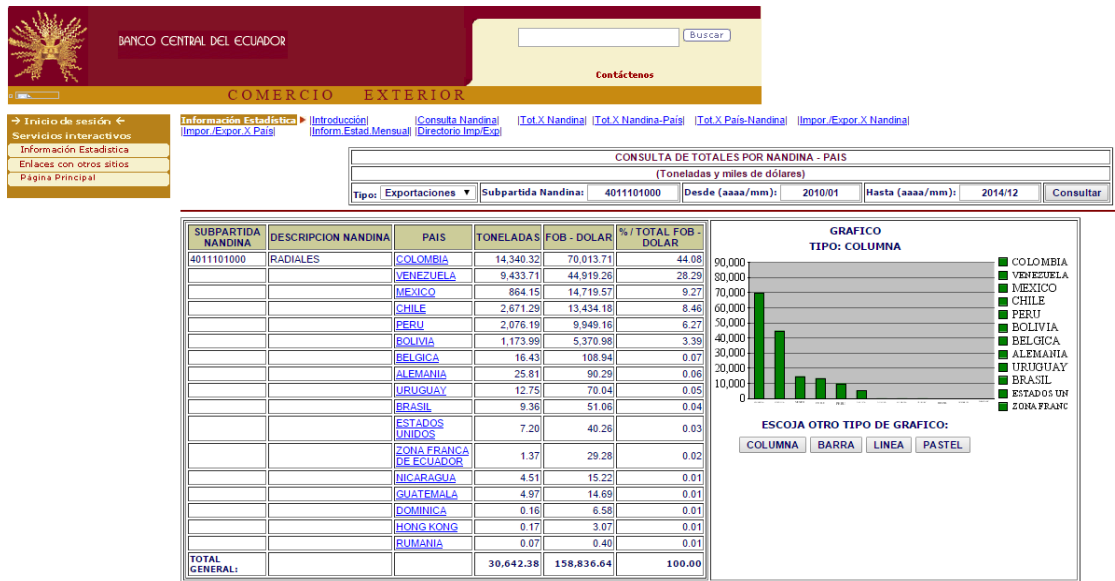 BANCO CENTRAL DEL ECUADOR
Buscar
Contáctenos
COMERCIO EXTERIOR
→ Inicio de sesión ←
Servicios interactivos
Información Estadistica
Enlaces con otros sitios
Página Principal
Información Estadística |Introducción| |Consulta Nandina| |Tot.X Nandina| |Tot.X Nandina-País| |Tot.X País-Nandina| |Impor./Expor.X Nandina|
|Impor./Expor.X País| |Inform.Estad.Mensual| |Directorio Imp/Exp|
CONSULTA DE TOTALES POR NANDINA - PAIS
(Toneladas y miles de dólares)
Tipo: Exportaciones ▼ Subpartida Nandina: 4011101000 Desde (aaaa/mm): 2010/01 Hasta (aaaa/mm): 2014/12 Consultar
SUBPARTIDA NANDINA DESCRIPCION NANDINA PAIS TONELADAS FOB - DOLAR % / TOTAL FOB - DOLAR
4011101000 RADIALES COLOMBIA 14,340.32 70,013.71 44.08
VENEZUELA 9,433.71 44,919.26 28.29
MEXICO 864.15 14,719.57 9.27
CHILE 2,671.29 13,434.18 8.46
PERU 2,076.19 9,949.16 6.27
BOLIVIA 1,173.99 5,370.98 3.39
BELGICA 16.43 108.94 0.07
ALEMANIA 25.81 90.29 0.06
URUGUAY 12.75 70.04 0.05
BRASIL 9.36 51.06 0.04
ESTADOS UNIDOS 7.20 40.26 0.03
ZONA FRANCA DE ECUADOR 1.37 29.28 0.02
NICARAGUA 4.51 15.22 0.01
GUATEMALA 4.97 14.69 0.01
DOMINICA 0.16 6.58 0.01
HONG KONG 0.17 3.07 0.01
RUMANIA 0.07 0.40 0.01
TOTAL GENERAL: 30,642.38 158,836.64 100.00
GRAFICO
TIPO: COLUMNA
90,000
80,000
70,000
60,000
50,000
40,000
30,000
20,000
10,000
0
COLOMBIA
VENEZUELA
MEXICO
CHILE
PERU
BOLIVIA
BELGICA
ALEMANIA
URUGUAY
BRASIL
ESTADOS UN
ZONA FRANC
ESCOJA OTRO TIPO DE GRAFICO:
COLUMNA BARRA LINEA PASTEL